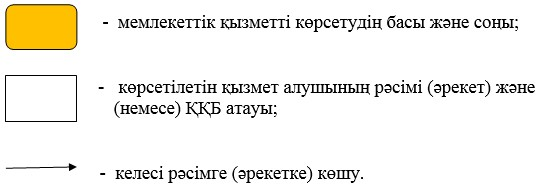 - мемлекеттік қызметті көрсетудің басы және соңы;
- көрсетілетін қызмет алушының рәсімі (әрекет) және
(немесе) ҚҚБ атауы;
- келесі рәсімге (әрекетке) көшу.